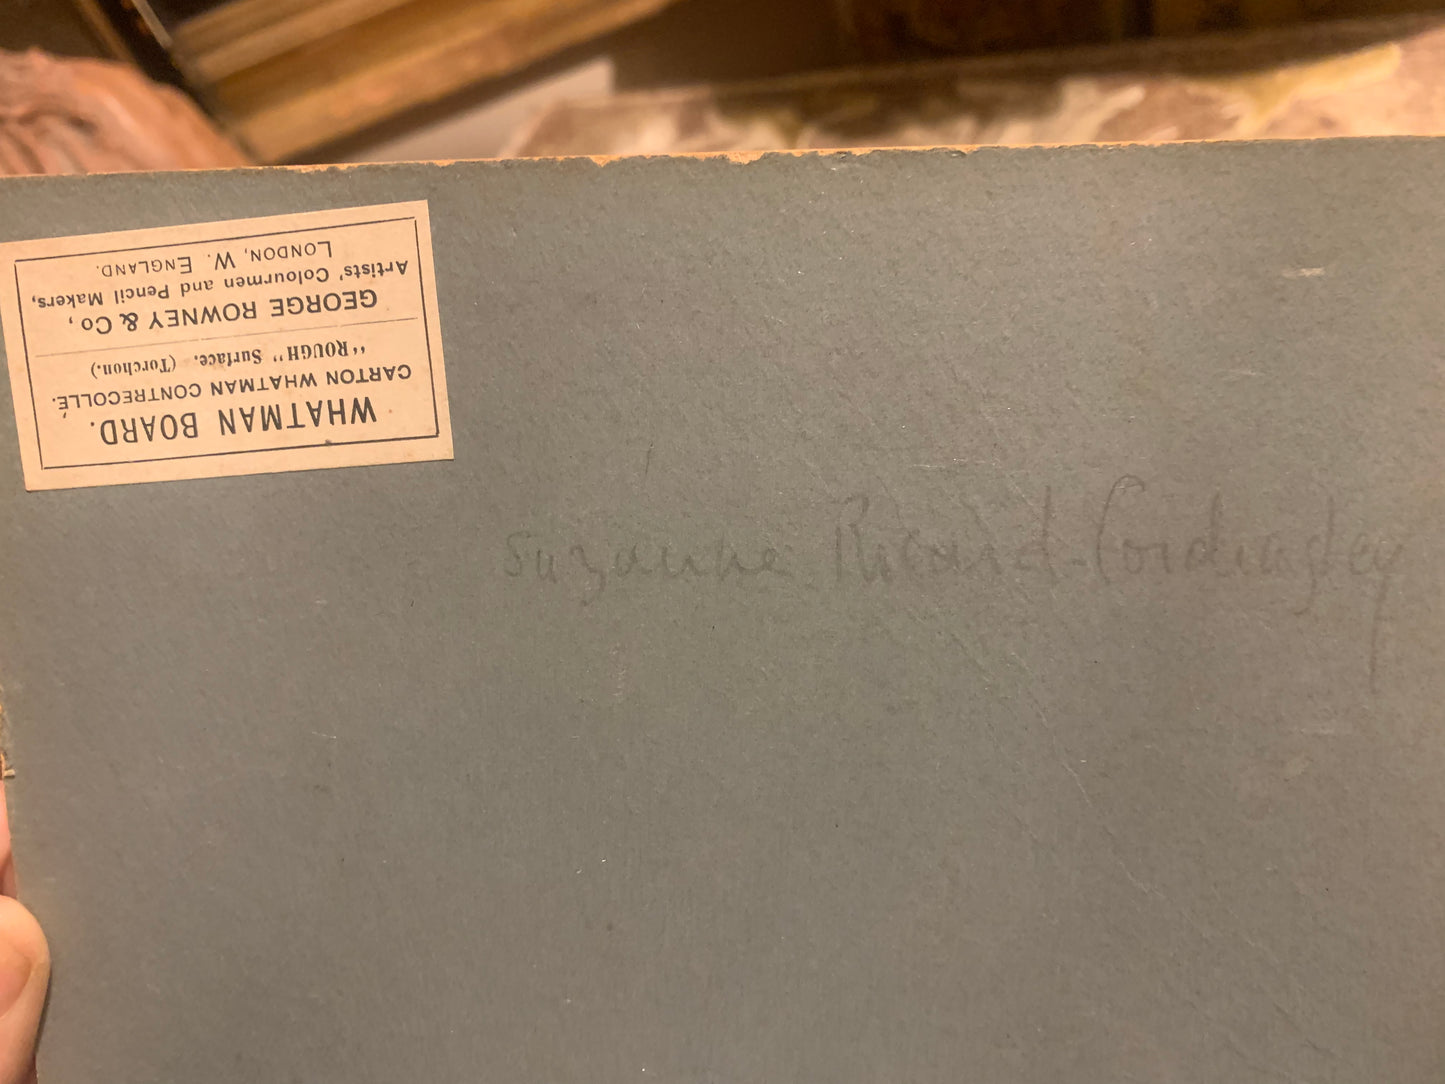 WHATMAN BOARD.
CARTON WHATMAN CONTRECOLLÉ.
"ROUGH" Surface. (Torchon.)
GEORGE ROWNEY & Co,
Artists' Colourmen and Pencil Makers,
LONDON, W. ENGLAND.
Suzanne Ricard-Cordingley